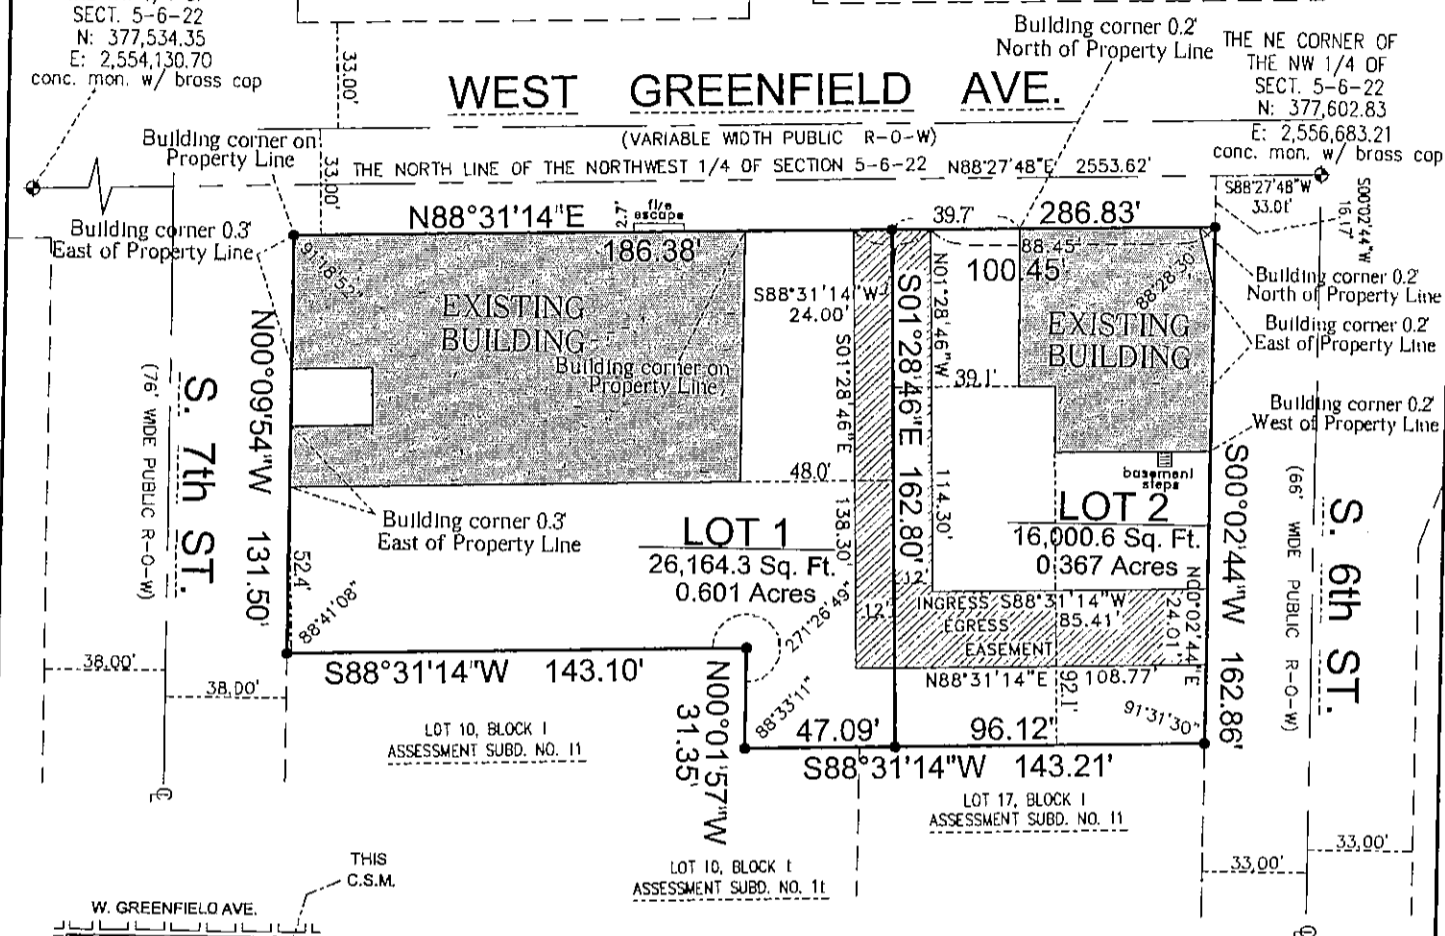 SECT. 5-6-22
N: 377,534.35
E: 2,554,130.70
conc. mon. w/ brass cap
33.00'
WEST GREENFIELD AVE.
(VARIABLE WIDTH PUBLIC R-O-W)
Building corner 0.2'
North of Property Line
THE NE CORNER OF
THE NW 1/4 OF
SECT. 5-6-22
N: 377,602.83
E: 2,556,683.21
conc. mon. w/ brass cap
Building corner on
Property Line
33.00'
THE NORTH LINE OF THE NORTHWEST 1/4 OF SECTION 5-6-22 N88°27'48"E 2553.62'
S88°27'48"W
33.01'
S00°02'44"W
16.17'
Building corner 0.3'
East of Property Line
N88°31'14"E
2.7'
fire
escape
186.38'
39.7'
286.83'
88.45'
100.45'
91°18'52"
88°28'30"
EXISTING
BUILDING
Building corner on
Property Line
S88°31'14"W
24.00'
S01°28'46"E
138.30'
S01°28'46"E 162.80'
N01°28'46"W
114.30'
39.1'
EXISTING
BUILDING
Building corner 0.2'
North of Property Line
Building corner 0.2'
East of Property Line
Building corner 0.2'
West of Property Line
basement
steps
S. 7th ST.
(76' WIDE PUBLIC R-O-W)
N00°09'54"W 131.50'
48.0'
Building corner 0.3'
East of Property Line
52.4'
88°41'08"
LOT 1
26,164.3 Sq. Ft.
0.601 Acres
LOT 2
16,000.6 Sq. Ft.
0.367 Acres
12'
12'
INGRESS
EGRESS
EASEMENT
S88°31'14"W
85.41'
N00°02'44"E
24.01'
N88°31'14"E 108.77'
92.1'
91°31'30"
S00°02'44"W 162.86'
S. 6th ST.
(66' WIDE PUBLIC R-O-W)
271°26'49"
88°33'11"
38.00'
38.00'
S88°31'14"W 143.10'
N00°01'57"W
31.35'
47.09'
96.12'
S88°31'14"W 143.21'
LOT 10, BLOCK 1
ASSESSMENT SUBD. NO. 11
LOT 17, BLOCK 1
ASSESSMENT SUBD. NO. 11
LOT 10, BLOCK 1
ASSESSMENT SUBD. NO. 11
33.00'
33.00'
THIS
C.S.M.
W. GREENFIELD AVE.